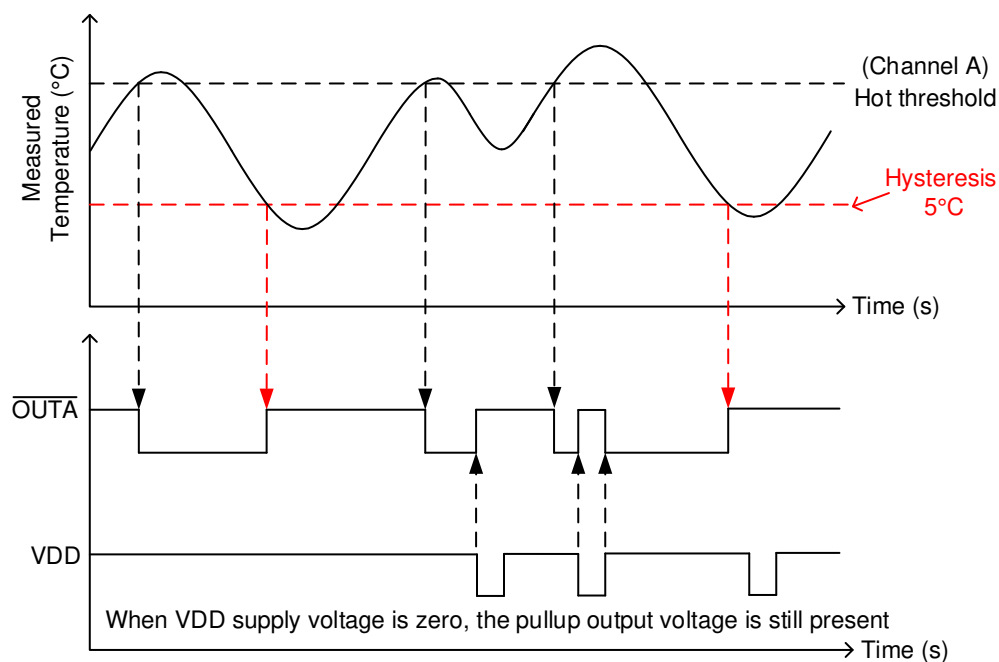 Measured
Temperature (°C)
(Channel A)
Hot threshold
Hysteresis
5°C
Time (s)
OUTA
VDD
When VDD supply voltage is zero, the pullup output voltage is still present
Time (s)